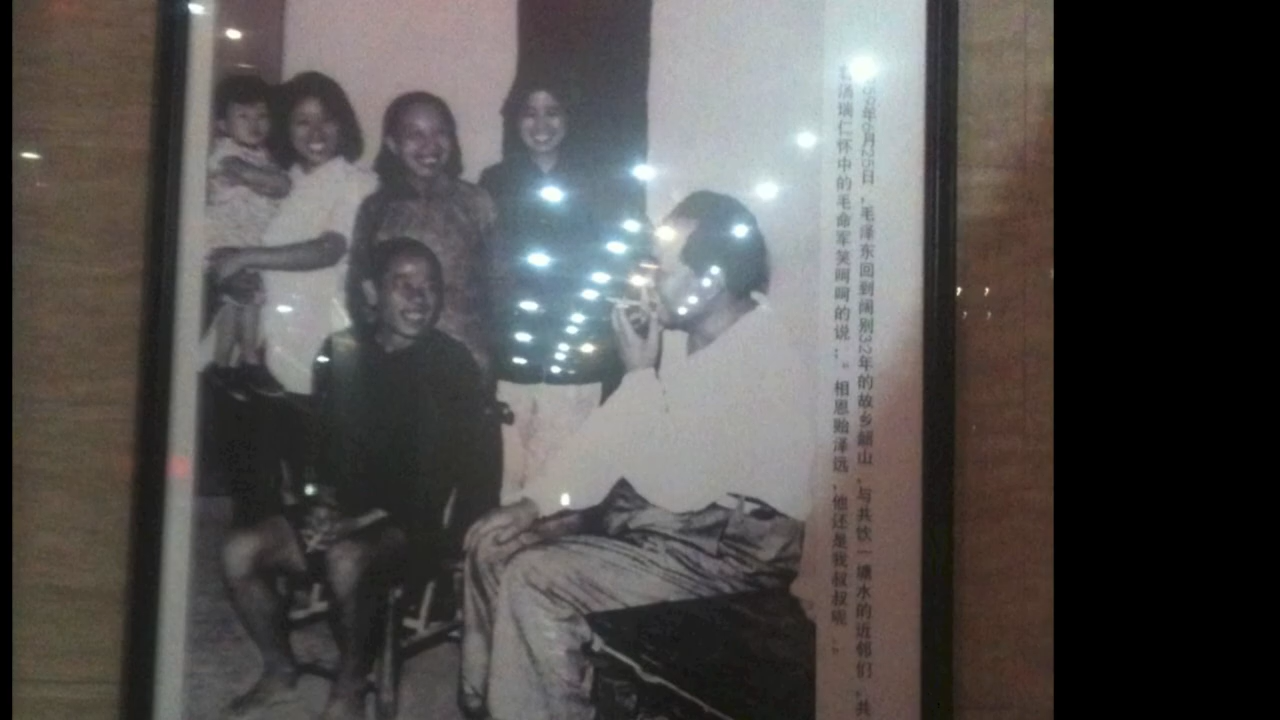 年6月25日，毛泽东回到阔别32年的故乡韶山，与共饮一塘水的近邻们。共
汤瑞仁怀中的毛命军笑呵呵的说：“相恩贻泽远，他还是我叔叔呢。”